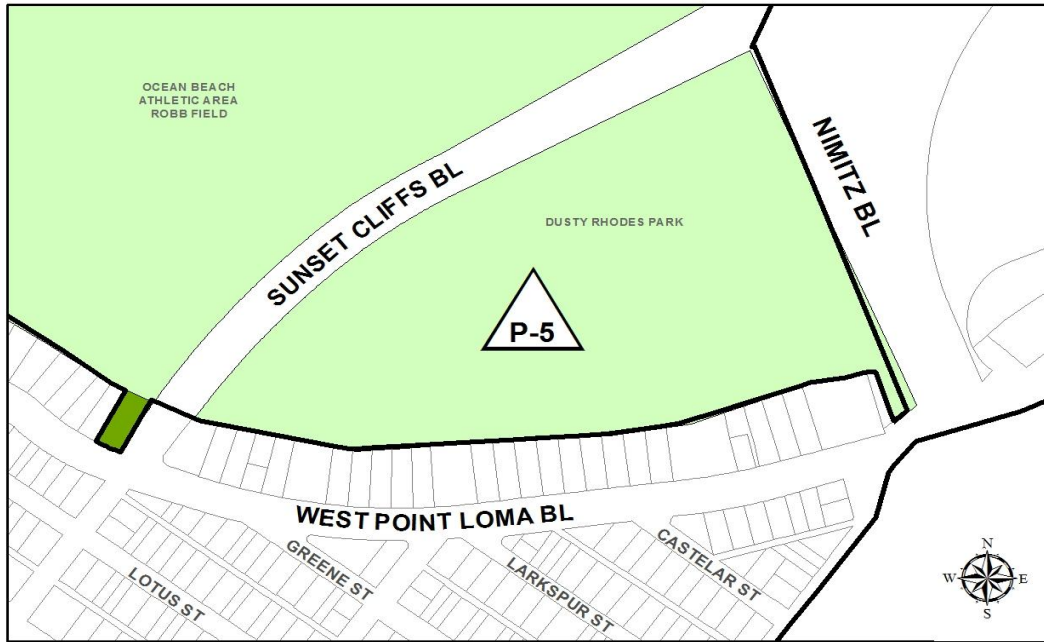 OCEAN BEACH
ATHLETIC AREA
ROBB FIELD
SUNSET CLIFFS BL
NIMITZ BL
DUSTY RHODES PARK
P-5
WEST POINT LOMA BL
GREENE ST
LOTUS ST
LARKSPUR ST
CASTELAR ST
N
W
E
S